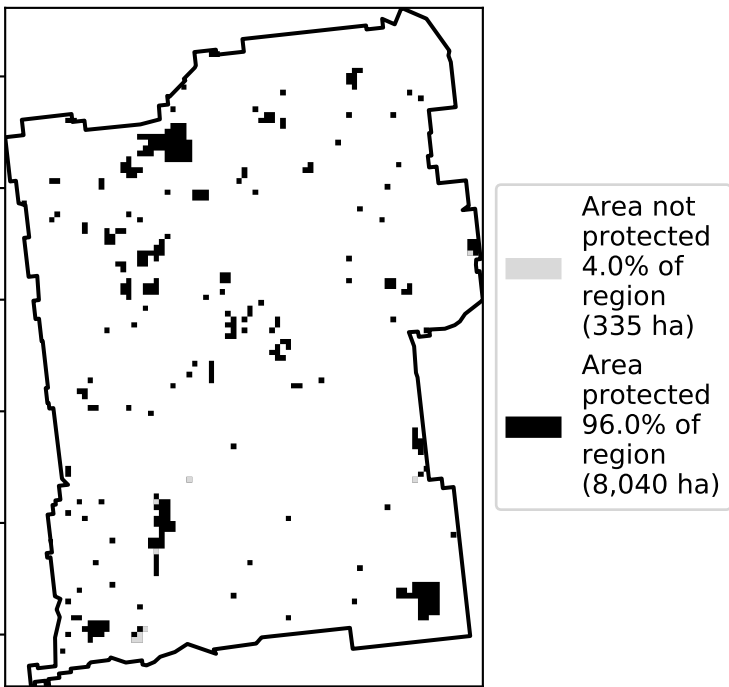 Area not
protected
4.0% of
region
(335 ha)
Area
protected
96.0% of
region
(8,040 ha)